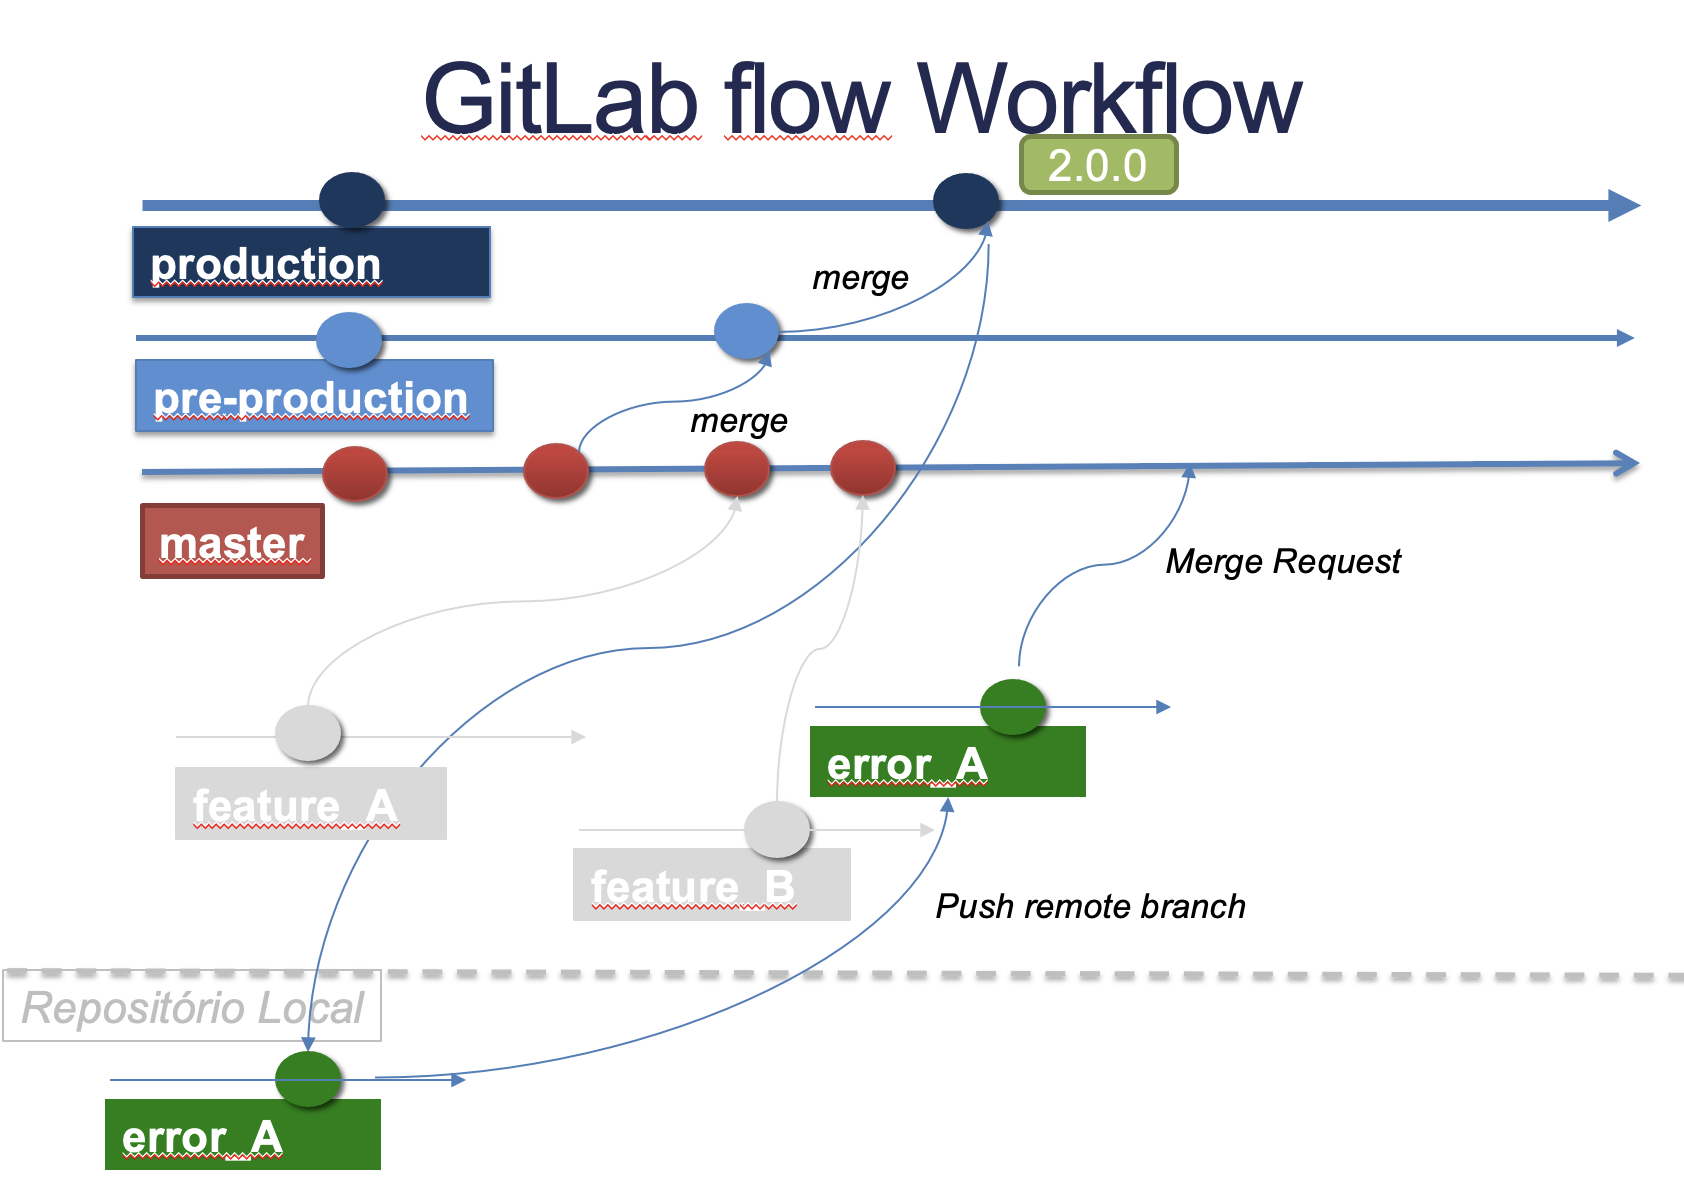 GitLab flow Workflow
2.0.0
production
merge
pre-production
merge
master
Merge Request
error_A
feature_A
feature_B
Push remote branch
Repositório Local
error_A